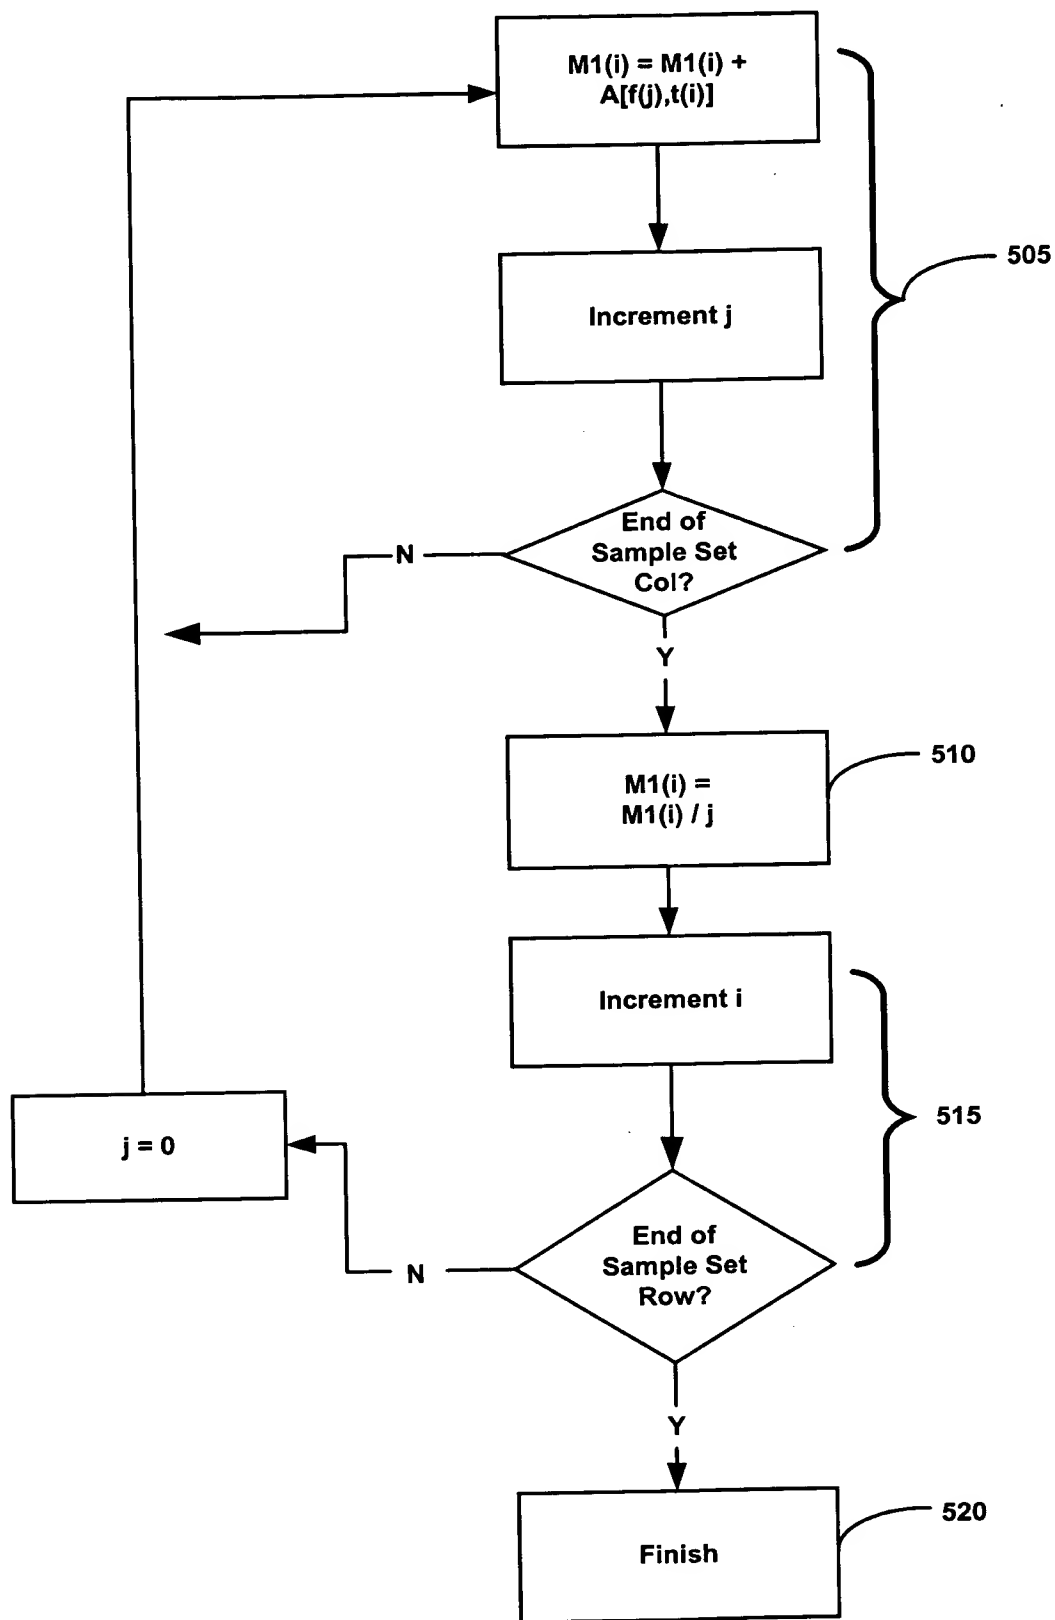 M1(i) = M1(i) +
A[f(j),t(i)]
505
Increment j
End of
Sample Set
Col?
N
Y
510
M1(i) =
M1(i) / j
Increment i
515
j = 0
End of
Sample Set
Row?
N
Y
520
Finish